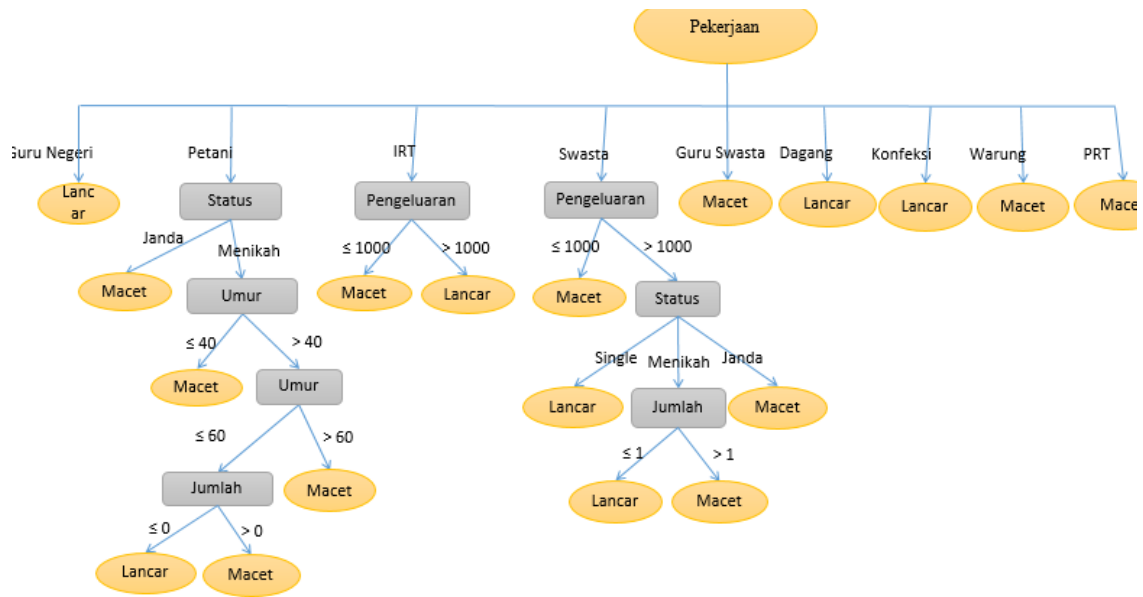 Pekerjaan
Guru Negeri
Petani
IRT
Swasta
Guru Swasta
Dagang
Konfeksi
Warung
PRT
Lanc
ar
Status
Pengeluaran
Pengeluaran
Macet
Lancar
Lancar
Macet
Mace
Janda
Menikah
≤ 1000
> 1000
≤ 1000
> 1000
Macet
Umur
Macet
Lancar
Macet
Status
≤ 40
> 40
Single
Menikah
Janda
Macet
Umur
Lancar
Jumlah
Macet
≤ 60
> 60
≤ 1
> 1
Jumlah
Macet
Lancar
Macet
≤ 0
> 0
Lancar
Macet